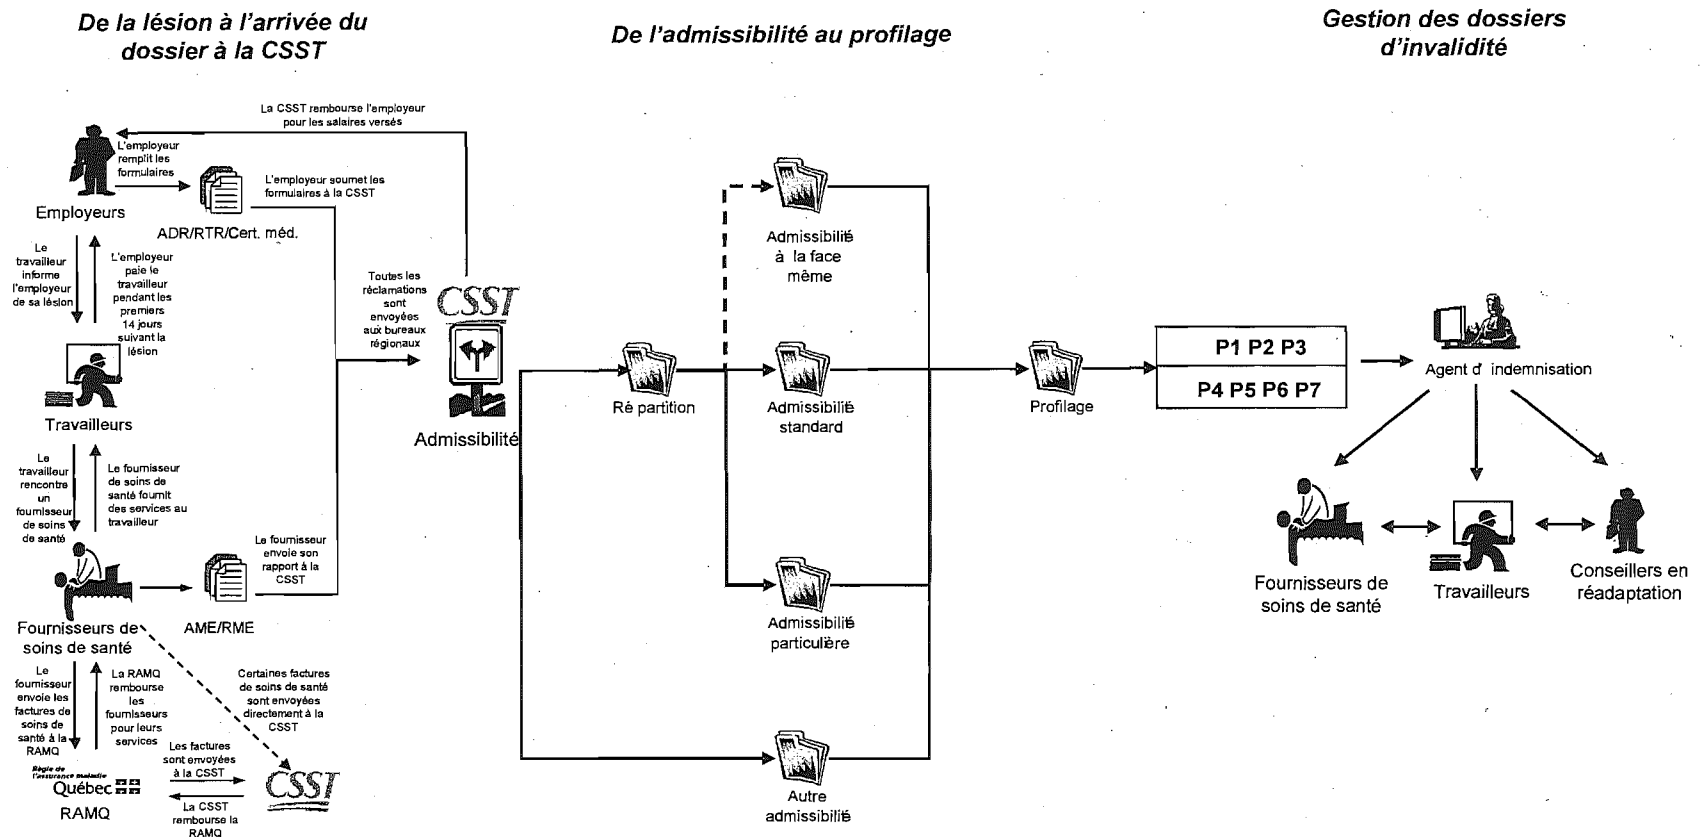 De la lésion à l'arrivée du
dossier à la CSST
De l'admissibilité au profilage
Gestion des dossiers
d'invalidité
La CSST rembourse l'employeur
pour les salaires versés
L'employeur
remplit les
formulaires
L'employeur soumet les
formulaires à la CSST
Employeurs
ADR/RTR/Cert. méd.
Le
travailleur
informe
l'employeur
de sa lésion
L'employeur
paie le
travailleur
pendant les
premiers
14 jours
suivant la
lésion
Toutes les
réclamations
sont
envoyées
aux bureaux
régionaux
CSST
Admissibilité
Travailleurs
Le
travailleur
rencontre
un
fournisseur
de soins
de santé
Le fournisseur
de soins de
santé fournit
des services au
travailleur
Le fournisseur
envoie son
rapport à la
CSST
Fournisseurs de
soins de santé
AME/RME
Le
fournisseur
envoie les
factures de
soins de
santé à la
RAMQ
La RAMQ
rembourse
les
fournisseurs
pour leurs
services
Certaines factures
de soins de santé
sont envoyées
directement à la
CSST
Les factures
sont envoyées
à la CSST
Régie de
l'assurance maladie
Québec
RAMQ
CSST
La CSST
rembourse la
RAMQ
Ré partition
Admissibilité
à la face
même
Admissibilité
standard
Admissibilité
particulière
Autre
admissibilité
Profilage
P1 P2 P3
P4 P5 P6 P7
Agent d' indemnisation
Fournisseurs de
soins de santé
Travailleurs
Conseillers en
réadaptation